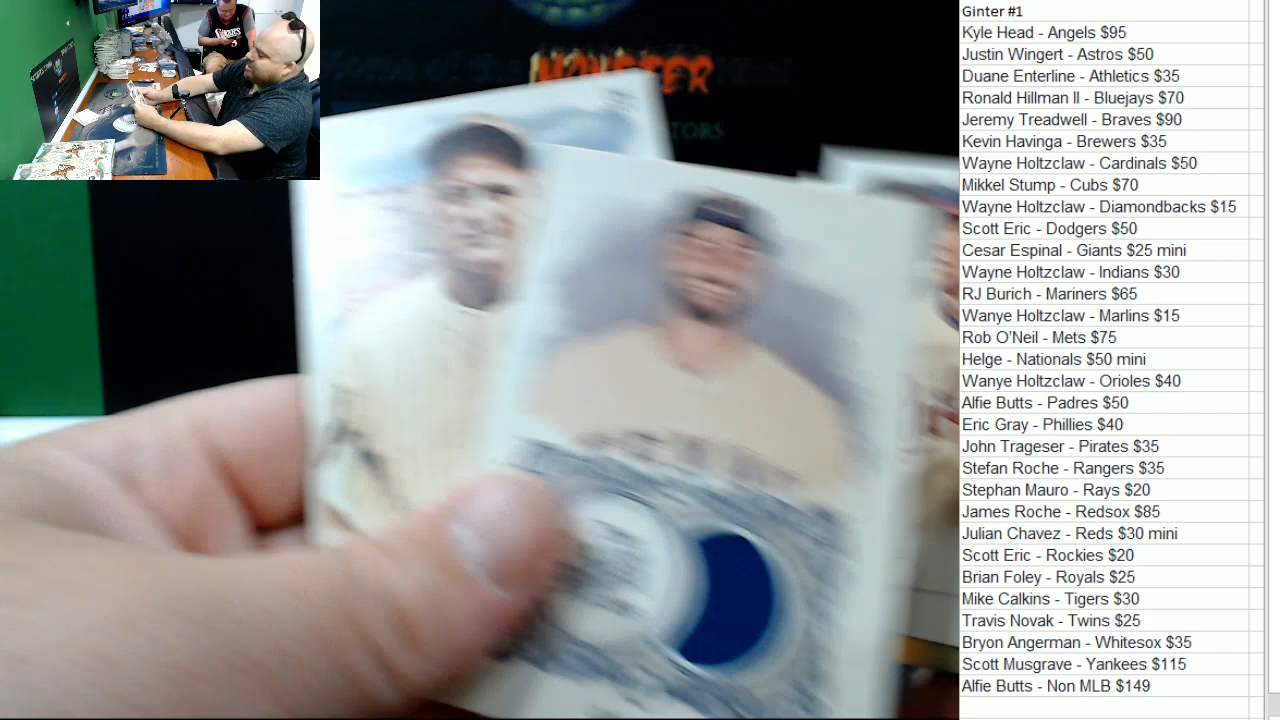 Ginter #1
Kyle Head - Angels $95
Justin Wingert - Astros $50
Duane Enterline - Athletics $35
Ronald Hillman ll - Bluejays $70
Jeremy Treadwell - Braves $90
Kevin Havinga - Brewers $35
Wayne Holtzclaw - Cardinals $50
Mikkel Stump - Cubs $70
Wayne Holtzclaw - Diamondbacks $15
Scott Eric - Dodgers $50
Cesar Espinal - Giants $25 mini
Wayne Holtzclaw - Indians $30
RJ Burich - Mariners $65
Wanye Holtzclaw - Marlins $15
Rob O'Neil - Mets $75
Helge - Nationals $50 mini
Wanye Holtzclaw - Orioles $40
Alfie Butts - Padres $50
Eric Gray - Phillies $40
John Trageser - Pirates $35
Stefan Roche - Rangers $35
Stephan Mauro - Rays $20
James Roche - Redsox $85
Julian Chavez - Reds $30 mini
Scott Eric - Rockies $20
Brian Foley - Royals $25
Mike Calkins - Tigers $30
Travis Novak - Twins $25
Bryon Angerman - Whitesox $35
Scott Musgrave - Yankees $115
Alfie Butts - Non MLB $149
MONSTER